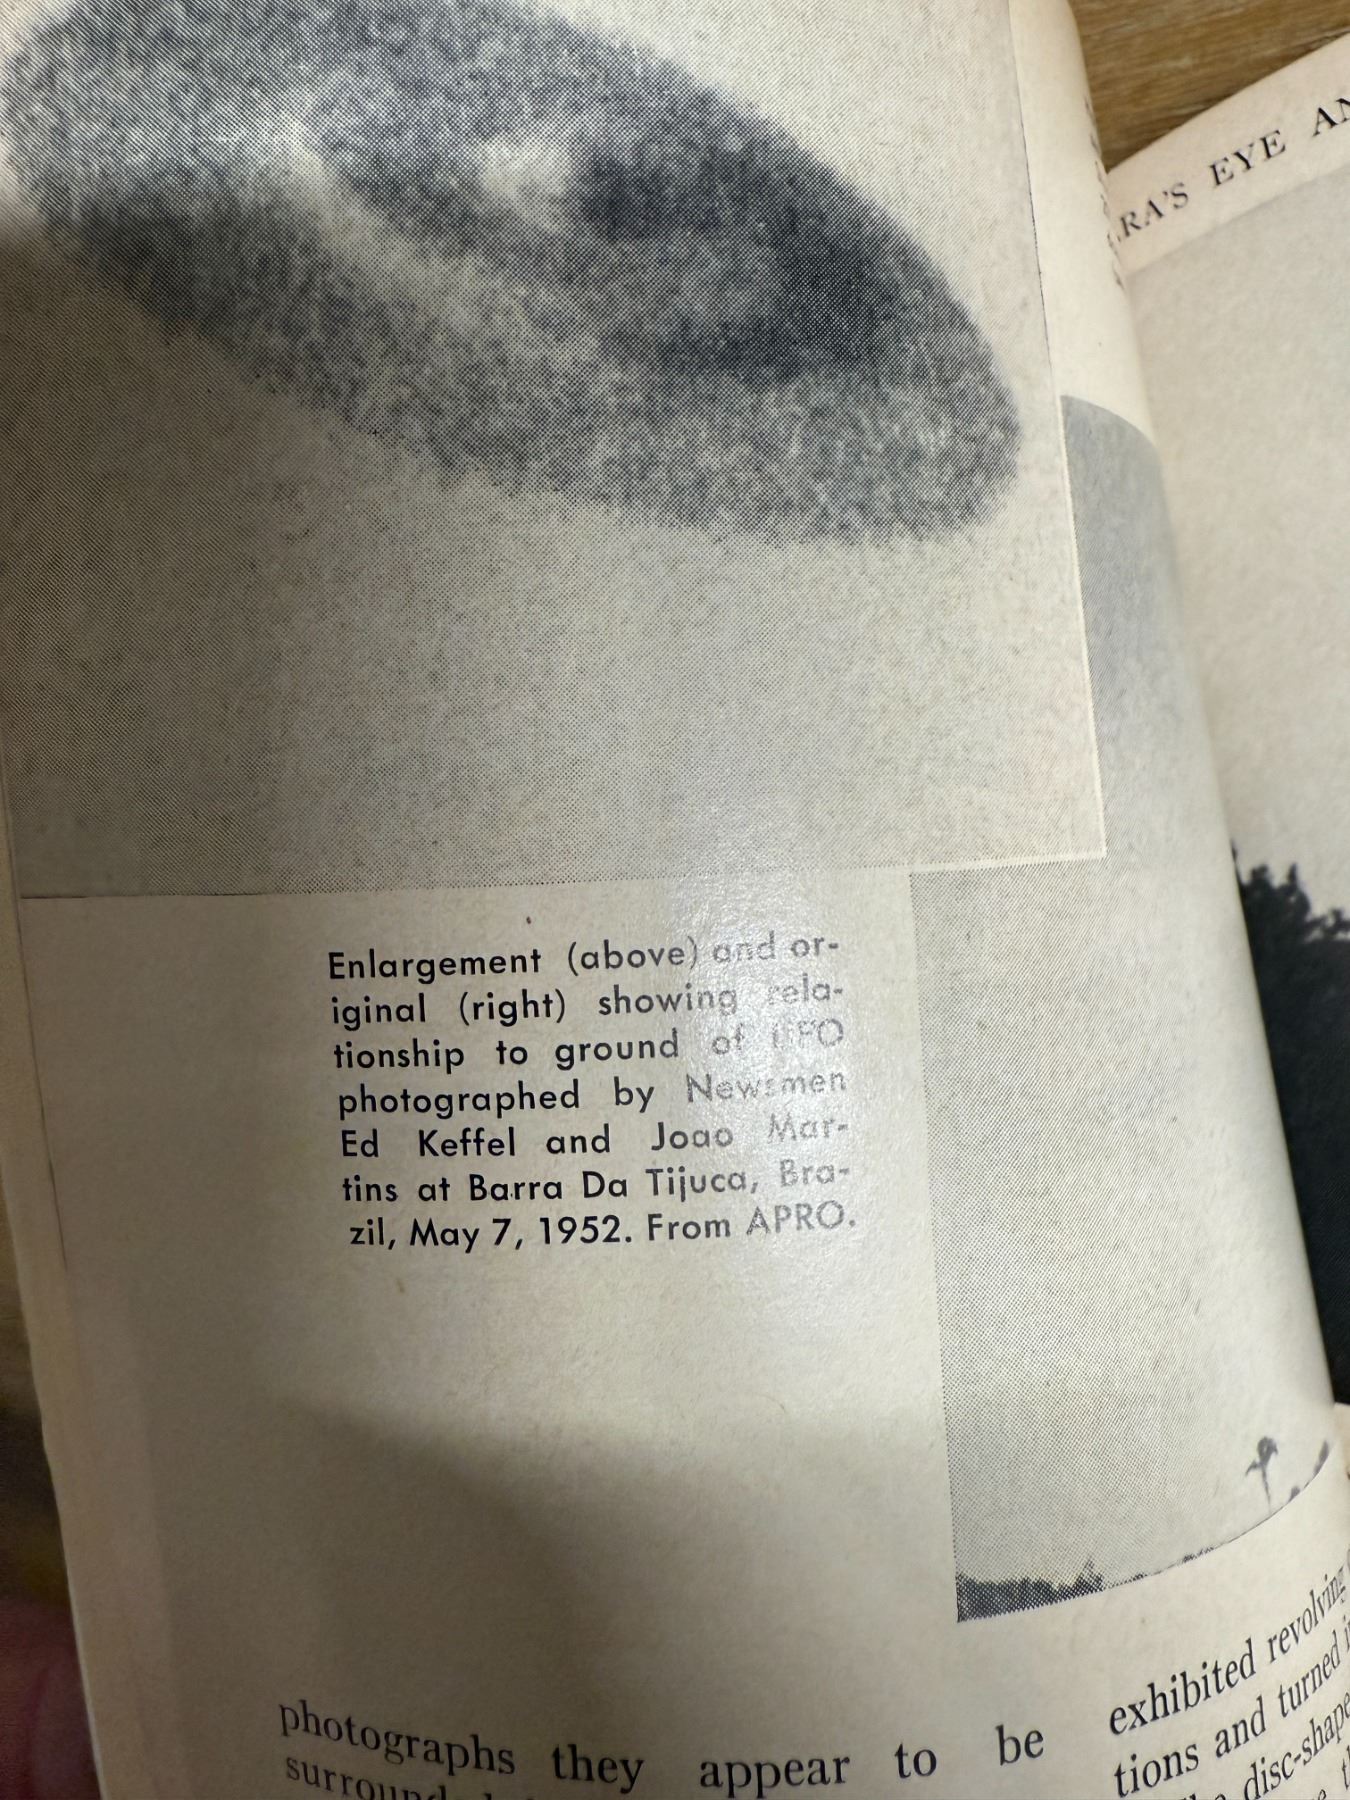 RA'S EYE
Enlargement (above) and or-
iginal (right) showing rela-
tionship to ground of UFO
photographed by Newsmen
Ed Keffel and Joao Mar-
tins at Barra Da Tijuca, Bra-
zil, May 7, 1952. From APRO.
photographs they appear to be
exhibited revolving
tions and turned
disc-shape